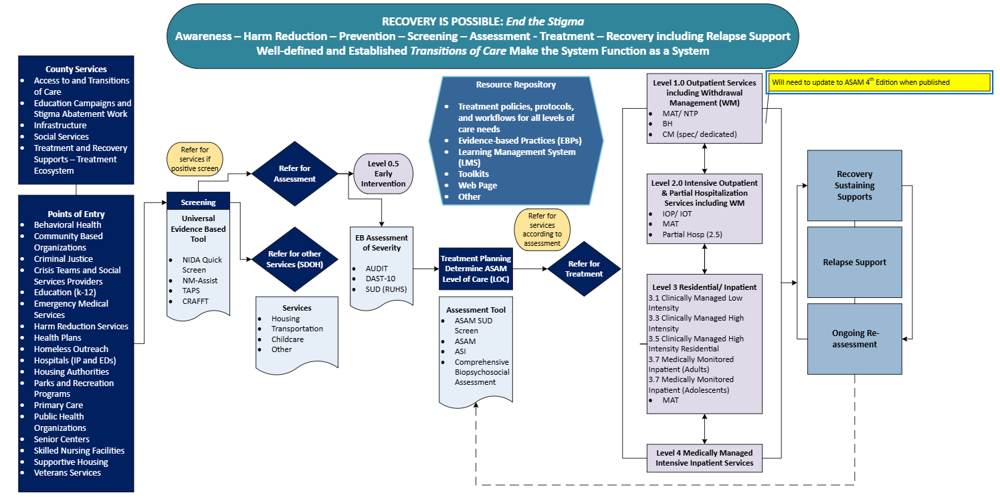 RECOVERY IS POSSIBLE: End the Stigma
Awareness – Harm Reduction – Prevention – Screening – Assessment - Treatment – Recovery including Relapse Support
Well-defined and Established Transitions of Care Make the System Function as a System
County Services
• Access to and Transitions
of Care
• Education Campaigns and
Stigma Abatement Work
• Infrastructure
• Social Services
• Treatment and Recovery
Supports – Treatment
Ecosystem
Points of Entry
• Behavioral Health
• Community Based
Organizations
• Criminal Justice
• Crisis Teams and Social
Services Providers
• Education (k-12)
• Emergency Medical
Services
• Harm Reduction Services
• Health Plans
• Homeless Outreach
• Hospitals (IP and EDs)
• Housing Authorities
• Parks and Recreation
Programs
• Primary Care
• Public Health
Organizations
• Senior Centers
• Skilled Nursing Facilities
• Supportive Housing
• Veterans Services
Refer for
services if
positive screen
Screening
Universal
Evidence Based
Tool
• NIDA Quick
Screen
• NM-Assist
• TAPS
• CRAFFT
Refer for
Assessment
Refer for other
Services (SDOH)
Services
• Housing
• Transportation
• Childcare
• Other
Level 0.5
Early
Intervention
EB Assessment
of Severity
• AUDIT
• DAST-10
• SUD (RUHS)
Resource Repository
• Treatment policies, protocols,
and workflows for all levels of
care needs
• Evidence-based Practices (EBPs)
• Learning Management System
(LMS)
• Toolkits
• Web Page
• Other
Treatment Planning
Determine ASAM
Level of Care (LOC)
Assessment Tool
• ASAM SUD
Screen
• ASAM
• ASI
• Comprehensive
Biopsychosocial
Assessment
Refer for
services
according to
assessment
Refer for
Treatment
Level 1.0 Outpatient Services
including Withdrawal
Management (WM)
• MAT/ NTP
• BH
• CM (spec/ dedicated)
Will need to update to ASAM 4th Edition when published
Level 2.0 Intensive Outpatient
& Partial Hospitalization
Services including WM
• IOP/ IOT
• MAT
• Partial Hosp (2.5)
Level 3 Residential/ Inpatient
3.1 Clinically Managed Low
Intensity
3.3 Clinically Managed High
Intensity
3.5 Clinically Managed High
Intensity Residential
3.7 Medically Monitored
Inpatient (Adults)
3.7 Medically Monitored
Inpatient (Adolescents)
• MAT
Level 4 Medically Managed
Intensive Inpatient Services
Recovery
Sustaining
Supports
Relapse Support
Ongoing Re-
assessment